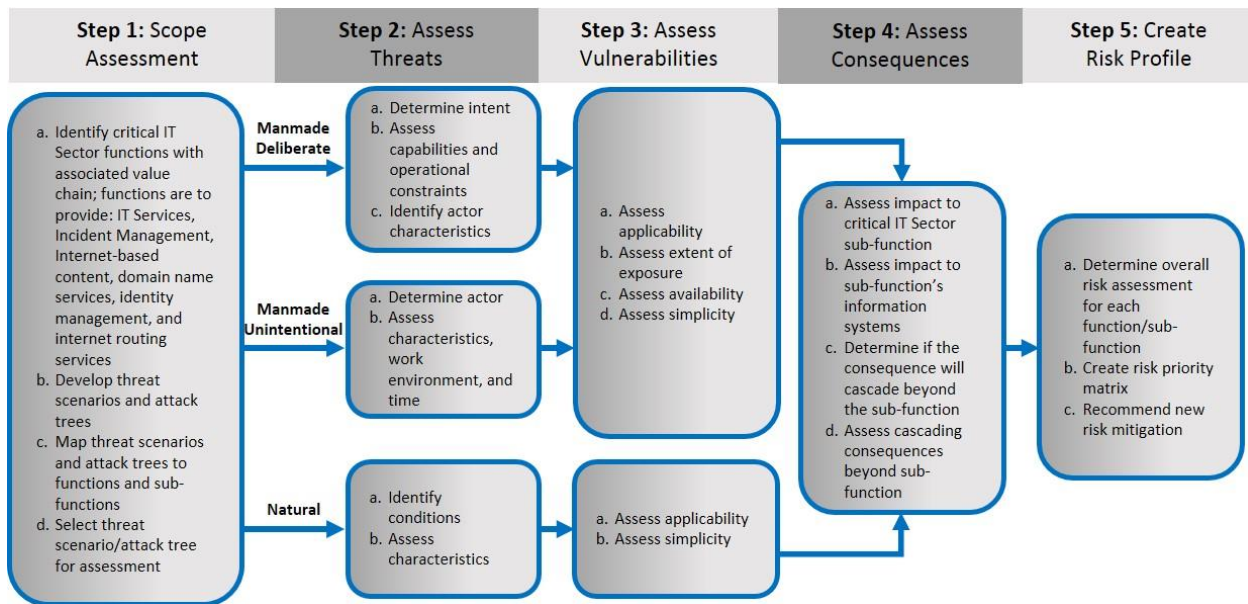 Step 1: Scope
Assessment
Step 2: Assess
Threats
Step 3: Assess
Vulnerabilities
Step 4: Assess
Consequences
Step 5: Create
Risk Profile
a. Identify critical IT
Sector functions with
associated value
chain; functions are to
provide: IT Services,
Incident Management,
Internet-based
content, domain name
services, identity
management, and
internet routing
services
b. Develop threat
scenarios and attack
trees
c. Map threat scenarios
and attack trees to
functions and sub-
functions
d. Select threat
scenario/attack tree
for assessment
Manmade
Deliberate
Manmade
Unintentional
Natural
a. Determine intent
b. Assess
capabilities and
operational
constraints
c. Identify actor
characteristics
a. Determine actor
b. Assess
characteristics,
work
environment, and
time
a. Identify
conditions
b. Assess
characteristics
a. Assess
applicability
b. Assess extent of
exposure
c. Assess availability
d. Assess simplicity
a. Assess applicability
b. Assess simplicity
a. Assess impact to
critical IT Sector
sub-function
b. Assess impact to
sub-function's
information
systems
c. Determine if the
consequence will
cascade beyond
the sub-function
d. Assess cascading
consequences
beyond sub-
function
a. Determine overall
risk assessment
for each
function/sub-
function
b. Create risk priority
matrix
c. Recommend new
risk mitigation